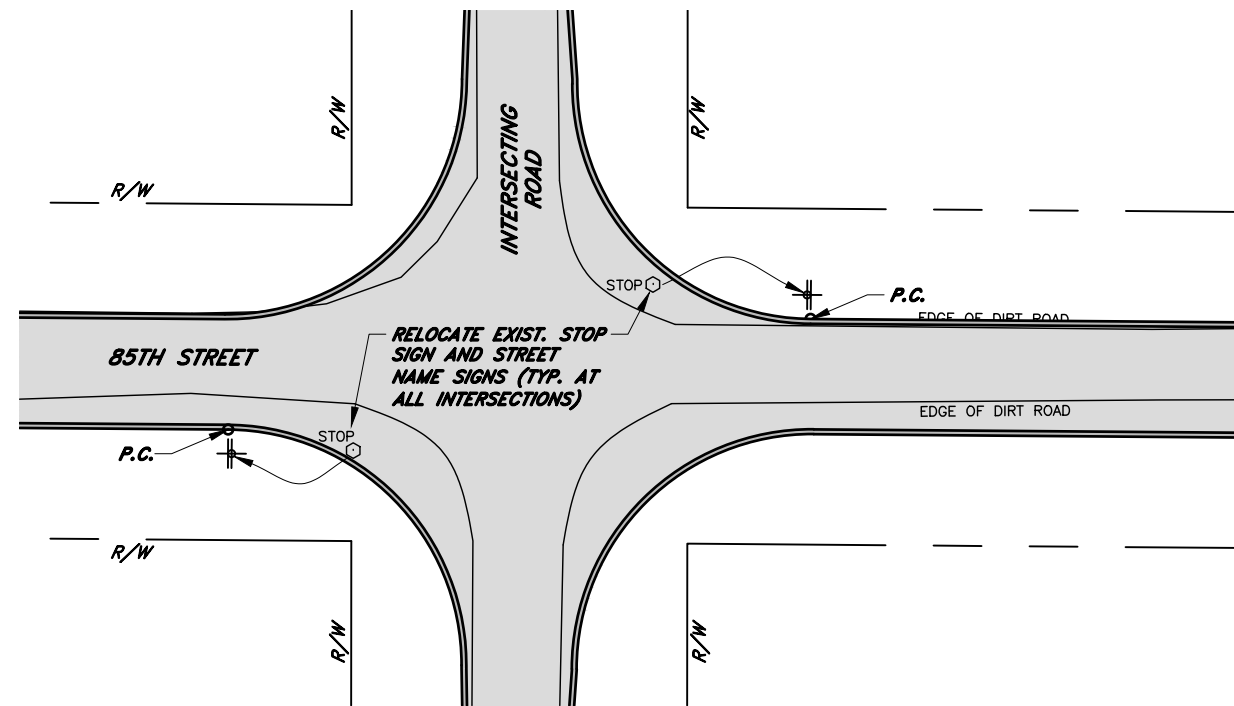 R/W
R/W
R/W
INTERSECTING
ROAD
STOP
P.C.
EDGE OF DIRT ROAD
RELOCATE EXIST. STOP
SIGN AND STREET
NAME SIGNS (TYP. AT
ALL INTERSECTIONS)
85TH STREET
EDGE OF DIRT ROAD
STOP
P.C.
R/W
R/W
R/W